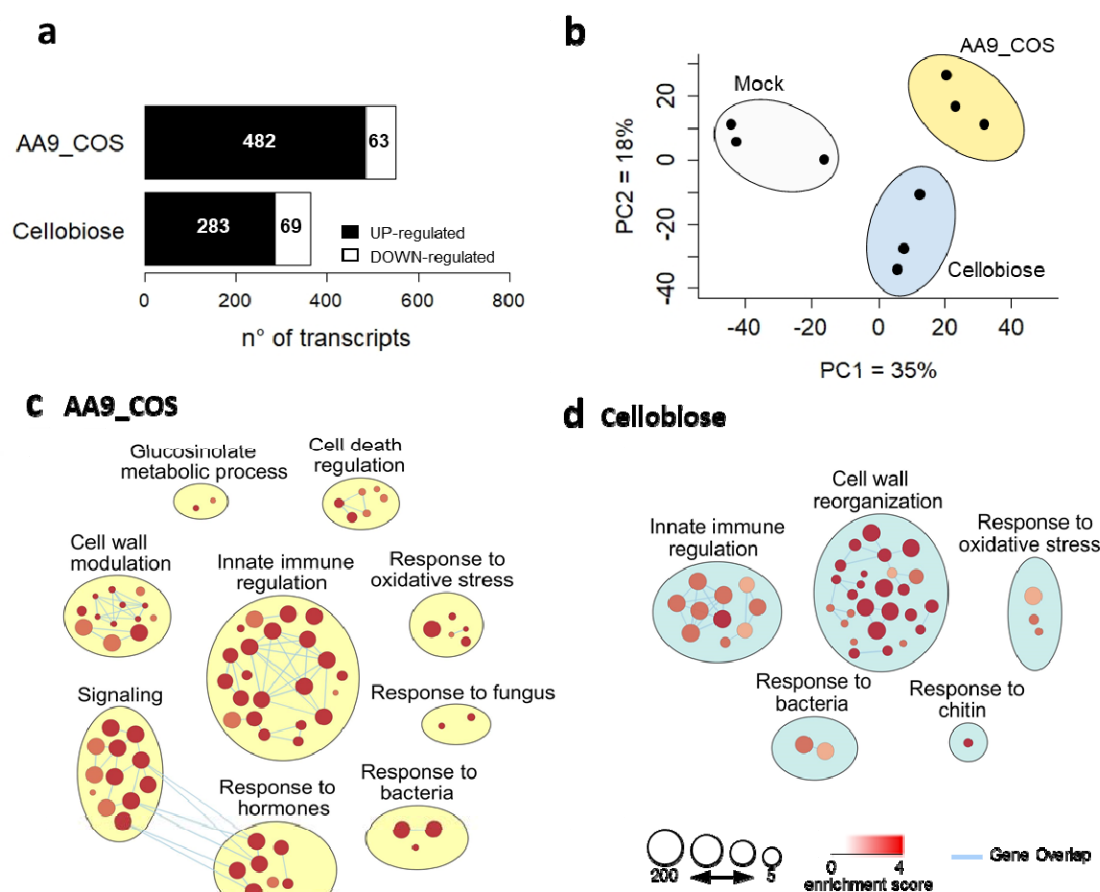 a
AA9_COS
482
63
Cellobiose
283
69
UP-regulated
DOWN-regulated
0
200
400
600
800
n° of transcripts
b
AA9_COS
Mock
Cellobiose
PC2 = 18%
20
0
-20
-40
-40
-20
0
20
40
PC1 = 35%
c AA9_COS
Glucosinolate
metabolic process
Cell death
regulation
Cell wall
modulation
Innate immune
regulation
Response to
oxidative stress
Signaling
Response to fungus
Response to
hormones
Response to
bacteria
d Cellobiose
Innate immune
regulation
Cell wall
reorganization
Response to
oxidative stress
Response to
bacteria
Response to
chitin
200
5
0
4
enrichment score
Gene Overlap